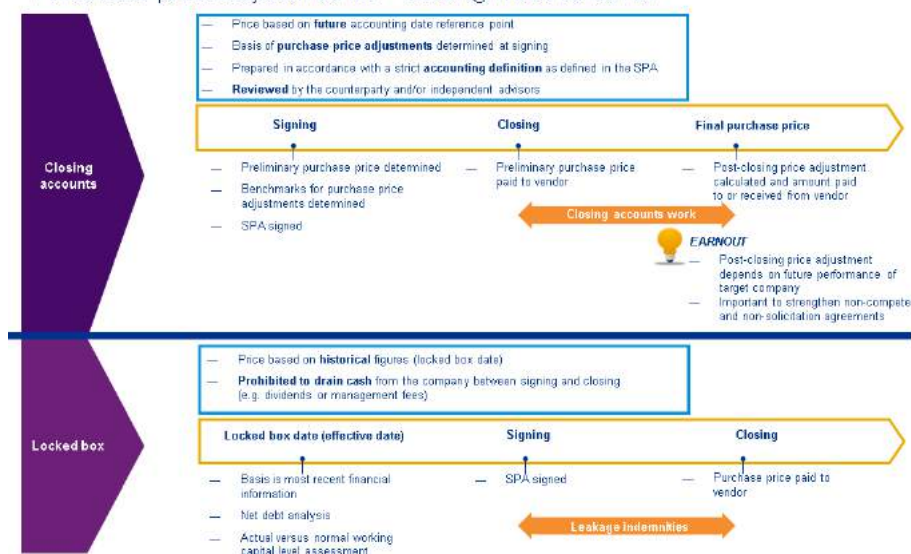 — Price based on future accounting date reference point
— Basis of purchase price adjustments determined at signing
— Prepared in accordance with a strict accounting definition as defined in the SPA
— Reviewed by the counterparty and/or independent advisors
Closing
accounts
Signing
— Preliminary purchase price determined
— Benchmarks for purchase price
adjustments determined
— SPA signed
Closing
— Preliminary purchase price
paid to vendor
Final purchase price
— Post-closing price adjustment
calculated and amount paid
to or received from vendor
Closing accounts work
EARNOUT
— Post-closing price adjustment
depends on future performance of
target company
— Important to strengthen non-compete
and non-solicitation agreements
— Price based on historical figures (locked box date)
— Prohibited to drain cash from the company between signing and closing
(e.g. dividends or management fees)
Locked box
Locked box date (effective date)
— Basis is most recent financial
information
— Net debt analysis
— Actual versus normal working
capital level assessment
Signing
— SPA signed
Closing
— Purchase price paid to
vendor
Leakage indemnities